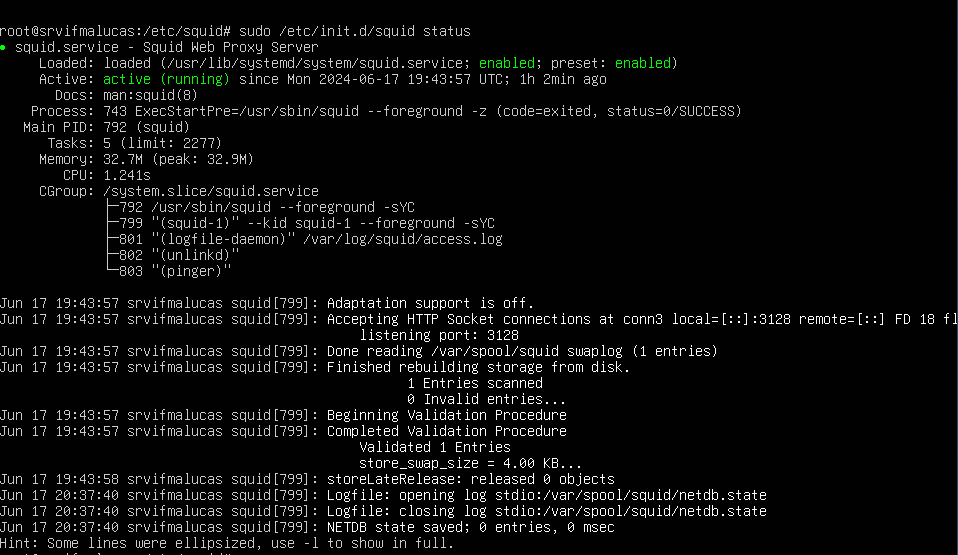 root@srvifmalucas:/etc/squid# sudo /etc/init.d/squid status
● squid.service - Squid Web Proxy Server
     Loaded: loaded (/usr/lib/systemd/system/squid.service; enabled; preset: enabled)
     Active: active (running) since Mon 2024-06-17 19:43:57 UTC; 1h 2min ago
       Docs: man:squid(8)
    Process: 743 ExecStartPre=/usr/sbin/squid --foreground -z (code=exited, status=0/SUCCESS)
   Main PID: 792 (squid)
      Tasks: 5 (limit: 2277)
     Memory: 32.7M (peak: 32.9M)
        CPU: 1.241s
     CGroup: /system.slice/squid.service
             ├─792 /usr/sbin/squid --foreground -sYC
             ├─799 "(squid-1)" --kid squid-1 --foreground -sYC
             ├─801 "(logfile-daemon)" /var/log/squid/access.log
             ├─802 "(unlinkd)"
             └─803 "(pinger)"
Jun 17 19:43:57 srvifmalucas squid[799]: Adaptation support is off.
Jun 17 19:43:57 srvifmalucas squid[799]: Accepting HTTP Socket connections at conn3 local=[::]:3128 remote=[::] FD 18 fl
                                             listening port: 3128
Jun 17 19:43:57 srvifmalucas squid[799]: Done reading /var/spool/squid swaplog (1 entries)
Jun 17 19:43:57 srvifmalucas squid[799]: Finished rebuilding storage from disk.
                                                   1 Entries scanned
                                                   0 Invalid entries...
Jun 17 19:43:57 srvifmalucas squid[799]: Beginning Validation Procedure
Jun 17 19:43:57 srvifmalucas squid[799]: Completed Validation Procedure
                                             Validated 1 Entries
                                             store_swap_size = 4.00 KB...
Jun 17 19:43:58 srvifmalucas squid[799]: storeLateRelease: released 0 objects
Jun 17 20:37:40 srvifmalucas squid[799]: Logfile: opening log stdio:/var/spool/squid/netdb.state
Jun 17 20:37:40 srvifmalucas squid[799]: Logfile: closing log stdio:/var/spool/squid/netdb.state
Jun 17 20:37:40 srvifmalucas squid[799]: NETDB state saved; 0 entries, 0 msec
Hint: Some lines were ellipsized, use -l to show in full.